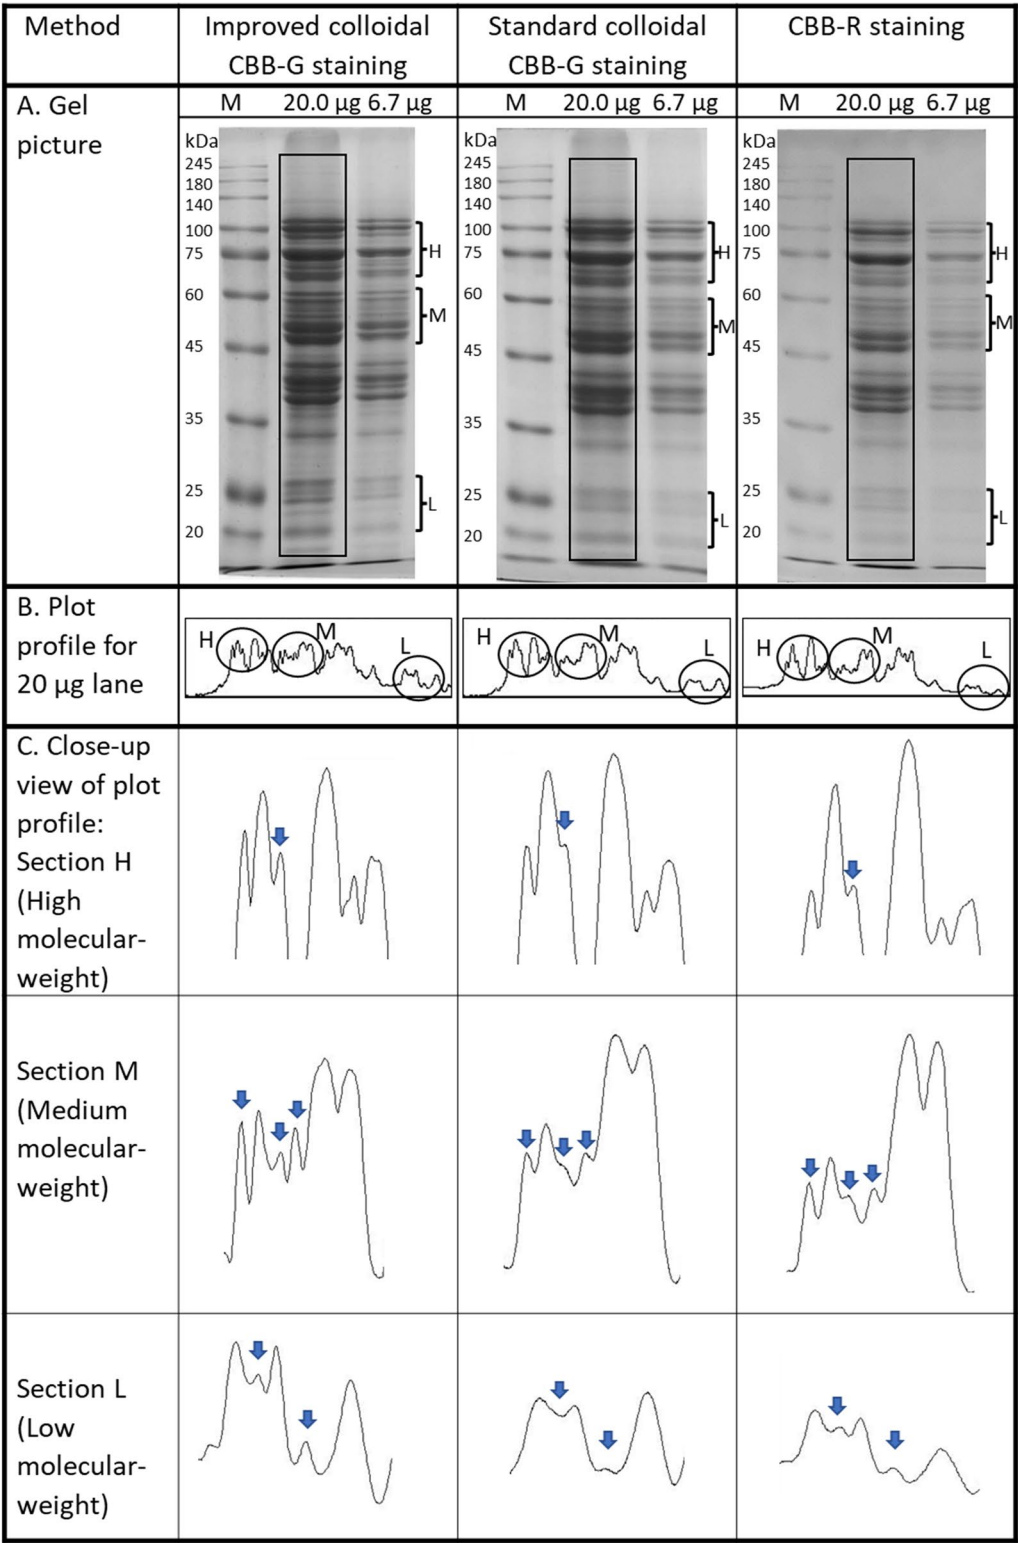 Method
Improved colloidal
CBB-G staining
Standard colloidal
CBB-G staining
CBB-R staining
A. Gel
picture
M 20.0 µg 6.7 µg
kDa
245
180
140
100
75
60
45
35
25
20
H
M
L
M 20.0 µg 6.7 µg
kDa
245
180
140
100
75
60
45
35
25
20
H
M
L
M 20.0 µg 6.7 µg
kDa
245
180
140
100
75
60
45
35
25
20
H
M
L
B. Plot
profile for
20 µg lane
H M L
H M L
H M L
C. Close-up
view of plot
profile:
Section H
(High
molecular-
weight)
Section M
(Medium
molecular-
weight)
Section L
(Low
molecular-
weight)